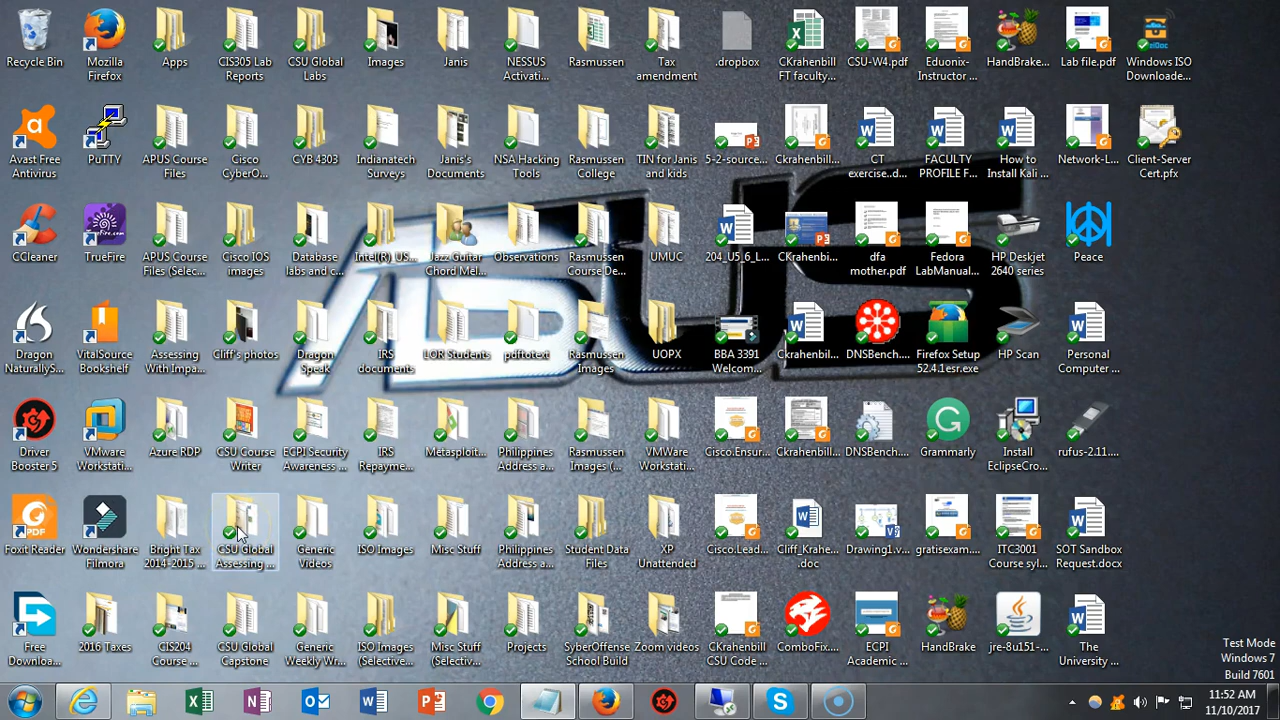 Recycle Bin
Mozilla
Firefox
Apps
CIS302 Lab
Reports
CSU Global
Labs
Images
Janis
NESSUS
Activati...
Rasmussen
Tax
amendment
.dropbox
CKrahenbill
FT faculty...
CSU-W4.pdf
Eduonix-
Instructor ...
HandBrake...
Lab file.pdf
Windows ISO
Downloade...
Avast Free
Antivirus
PUTTY
APUS Course
Files
Cisco
CyberO...
CYB 4303
Indianatech
Surveys
Janis's
Documents
NSA Hacking
Tools
Rasmussen
College
TIN for Janis
and kids
5-2-source...
Ckrahenbill...
CT
exercise..d...
FACULTY
PROFILE F...
How to
Install Kali ...
Network-L...
Client-Server
Cert.pfx
CCleaner
TrueFire
APUS Course
Files (Selec...
Cisco IOS
images
Database
labs and c...
Intel(R)_US...
Jazz Guitar
Chord Mel...
Observations
Rasmussen
Course De...
UMUC
204_U5_6_L...
CKrahenbi...
dfa
mother.pdf
Fedora
LabManual...
HP Deskjet
2640 series
Peace
Dragon
NaturallyS...
VitalSource
Bookshelf
Assessing
With Impa...
Cliff's photos
Dragon
Speak
IRS
documents
LOR Students
pdftotext
Rasmussen
Images
UOPX
BBA 3391
Welcom...
Ckrahenbil...
DNSBench....
Firefox Setup
52.4.1esr.exe
HP Scan
Personal
Computer ...
Driver
Booster 5
VMware
Workstati...
Azure RDP
CSU Course
Writer
ECPI Security
Awareness ...
IRS
Repayme...
Metasploit...
Philippines
Address a...
Rasmussen
Images (...
VMWare
Workstati...
Cisco.Ensur...
Ckrahenbill...
DNSBench....
Grammarly
Install
EclipseCro...
rufus-2.11....
PDF
Foxit Reader
Wondershare
Filmora
Bright Tax
2014-2015 ...
CSU Global
Assessing ...
General
Videos
ISO Images
Misc Stuff
Philippines
Address a...
Student Data
Files
XP
Unattended
Cisco.Lead...
Cliff_Krahe...
.doc
Drawing1.v...
gratisexam....
ITC3001
Course syl...
SOT Sandbox
Request.docx
Free
Downloa...
2016 Taxes
CIECPI
Course ...
CSU Global
Capstone
Genesis
Weekly Wr...
ISO Images
(Selective...
Misc Stuff
(Selectiv...
Projects
SyberOffense
School Build
Zoom videos
CKrahenbill
CSU Code ...
ComboFix....
ECPI
Academic ...
HandBrake
jre-8u151-...
The
University ...
ASUS
Test Mode
Windows 7
Build 7601
11:52 AM
11/10/2017